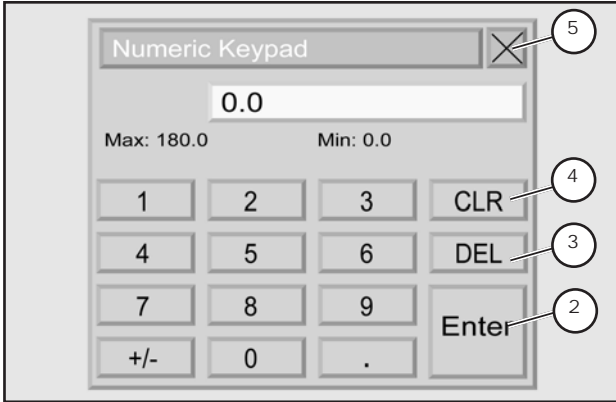 Numeric Keypad
5
0.0
Max: 180.0 Min: 0.0
4
1 2 3 CLR
3
4 5 6 DEL
2
7 8 9 Enter
+/- 0 .